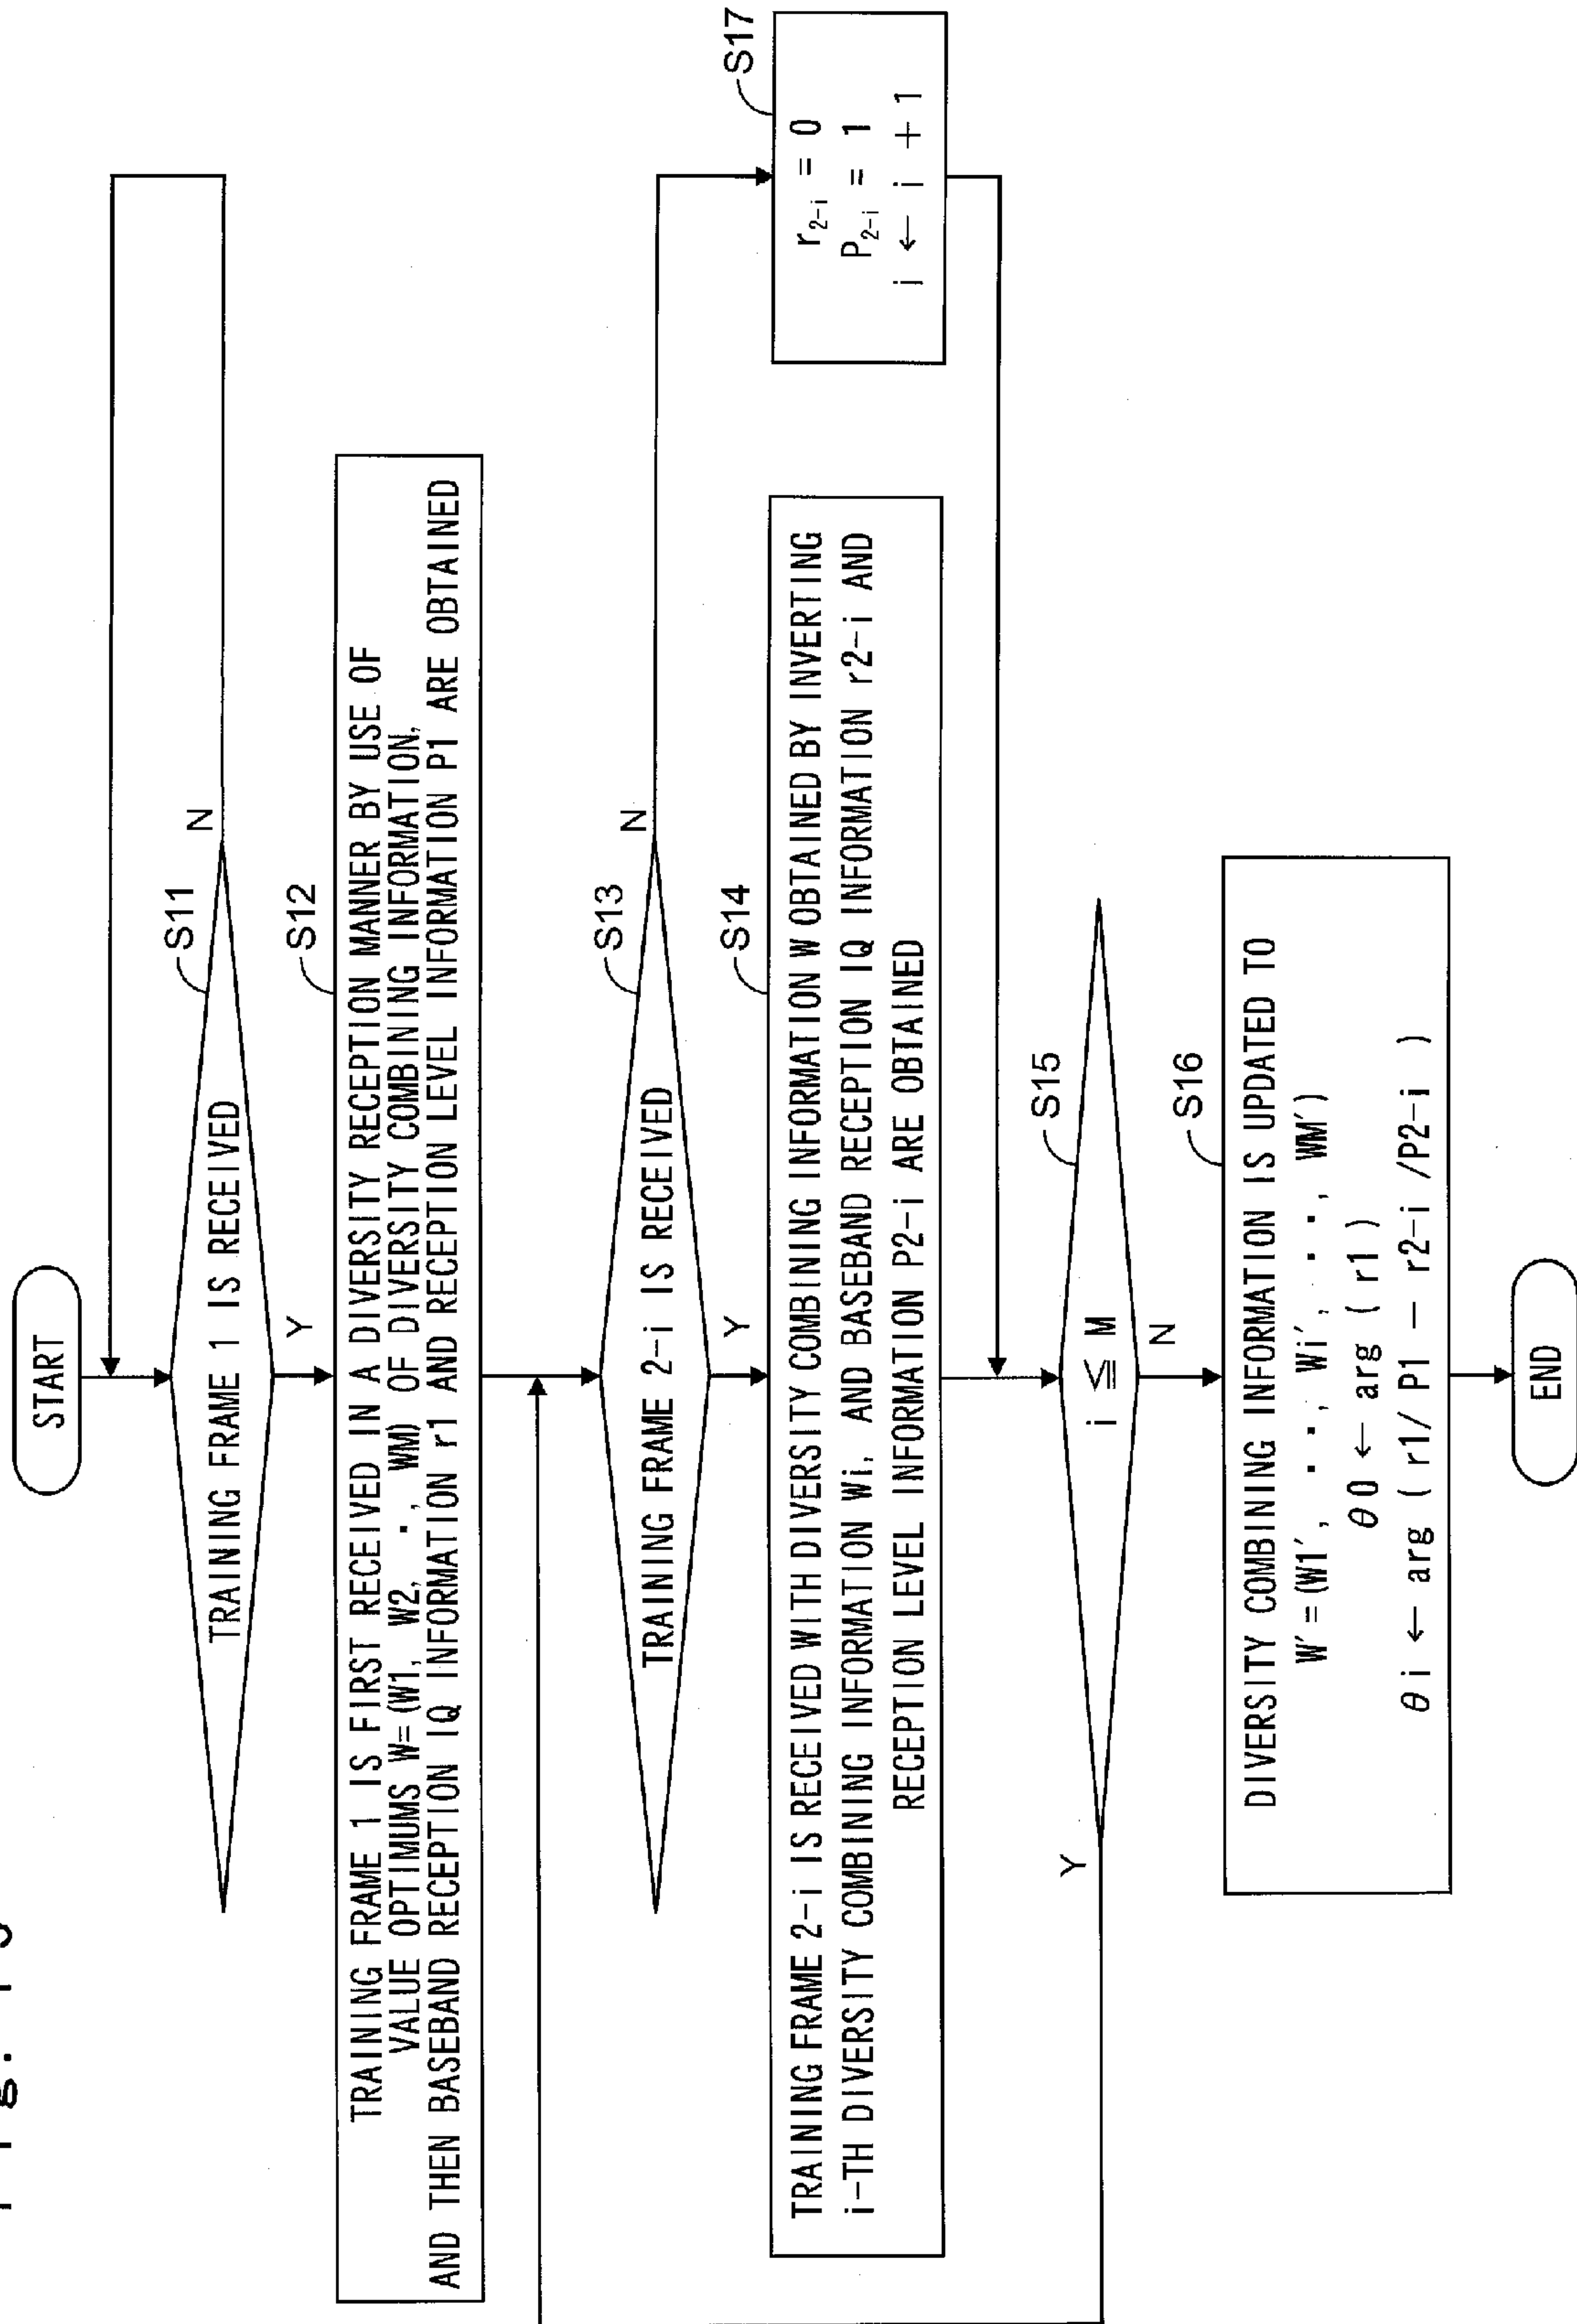 START
TRAINING FRAME 1 IS RECEIVED
S11
N
Y
S12
TRAINING FRAME 1 IS FIRST RECEIVED IN A DIVERSITY RECEPTION MANNER BY USE OF
VALUE OPTIMUMS W=(W1, W2, ·, WM) OF DIVERSITY COMBINING INFORMATION,
AND THEN BASEBAND RECEPTION IQ INFORMATION r1 AND RECEPTION LEVEL INFORMATION P1 ARE OBTAINED
S13
TRAINING FRAME 2-i IS RECEIVED
N
Y
S14
TRAINING FRAME 2-i IS RECEIVED WITH DIVERSITY COMBINING INFORMATION W OBTAINED BY INVERTING
i-TH DIVERSITY COMBINING INFORMATION Wi, AND BASEBAND RECEPTION IQ INFORMATION r2-i AND
RECEPTION LEVEL INFORMATION P2-i ARE OBTAINED
S17
r2-i = 0
P2-i = 1
i ← i + 1
S15
i ≦ M
Y
N
S16
DIVERSITY COMBINING INFORMATION IS UPDATED TO
W′=(W1′, · ·, Wi′, · ·, WM′)
θ0 ← arg ( r1 )
θi ← arg ( r1/ P1 − r2-i /P2-i )
END